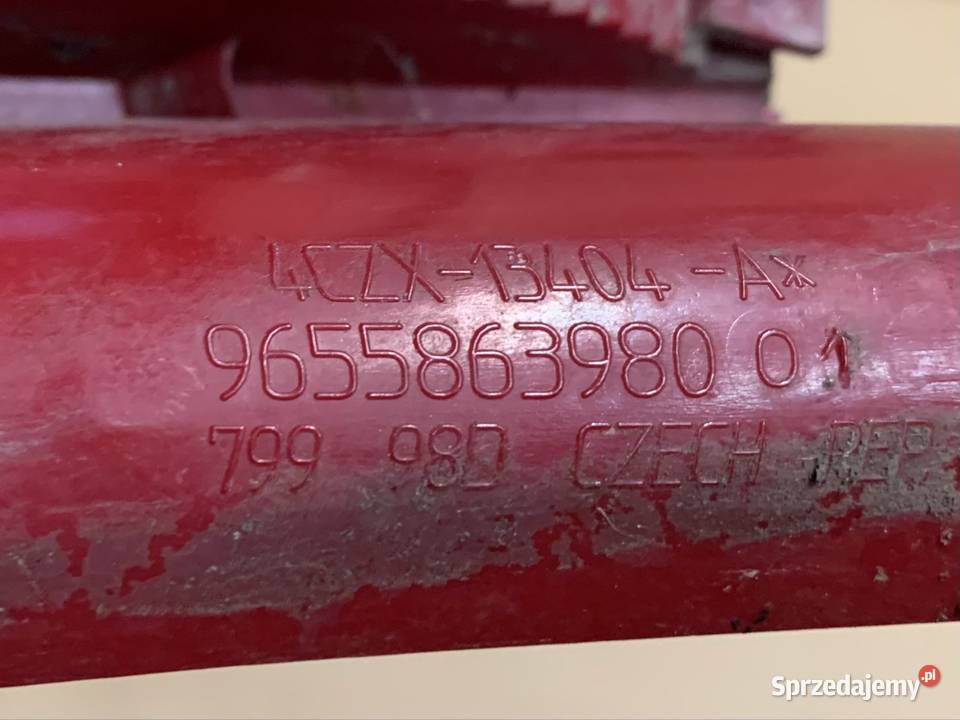 4CZX-13404-A*
9655863980 01
799 98D CZECH REP.
Sprzedajemy.pl